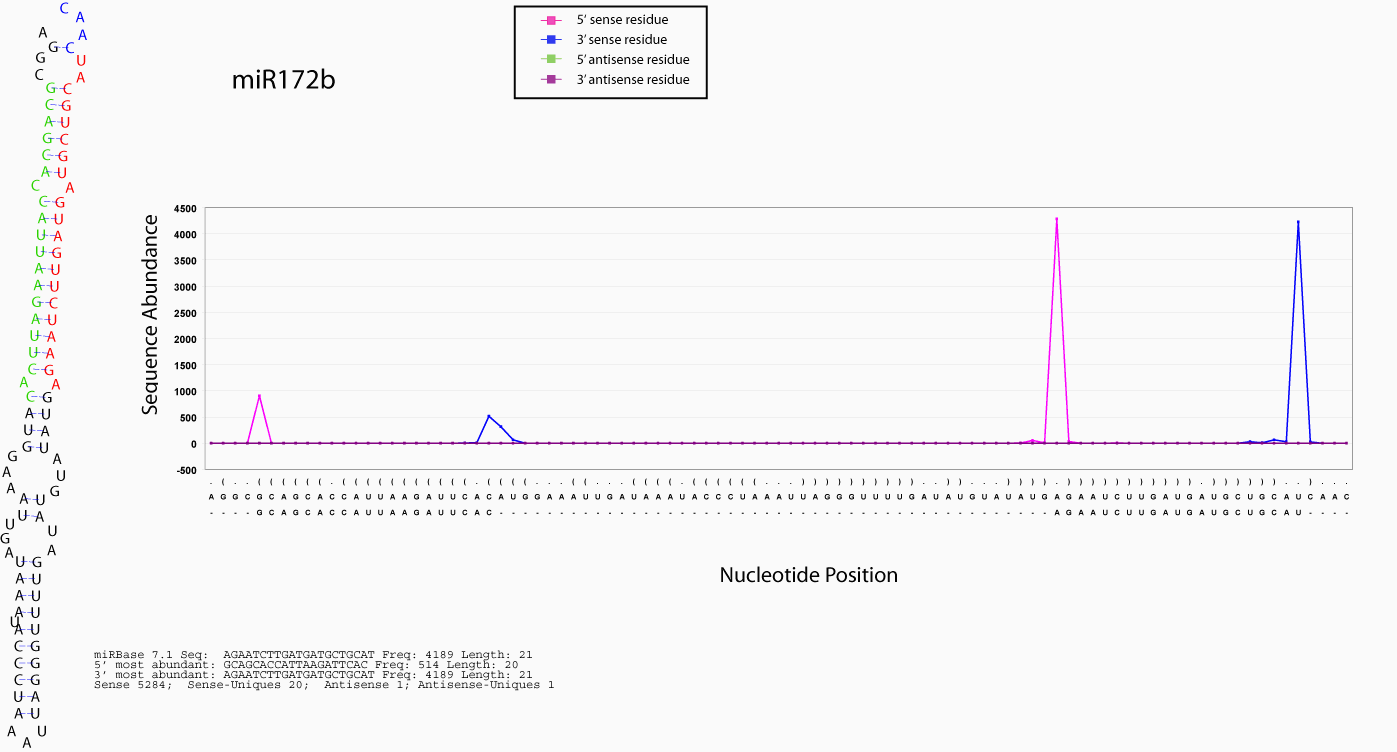 miR172b
5' sense residue
3' sense residue
5' antisense residue
3' antisense residue
Sequence Abundance
4500
4000
3500
3000
2500
2000
1500
1000
500
0
-500
A G G C G C A G C A C C A U U A A G A U U C A C A U G G A A A U U G A U A A A U A C C C U A A A U U A G G G U U U U G A U A U G U A U A U G A G A A U C U U G A U G A U G C U G C A U C A A C
- - - - G C A G C A C C A U U A A G A U U C A C - - - - - - - - - - - - - - - - - - - - - - - - - - - - - - - - - - - - - - - - - - - - - - A G A A U C U U G A U G A U G C U G C A U - - - -
Nucleotide Position
miRBase 7.1 Seq:  AGAATCTTGATGATGCTGCAT Freq: 4189 Length: 21
5' most abundant: GCAGCACCATTAAGATTCAC Freq: 514 Length: 20
3' most abundant: AGAATCTTGATGATGCTGCAT Freq: 4189 Length: 21
Sense 5284;  Sense-Uniques 20;  Antisense 1; Antisense-Uniques 1